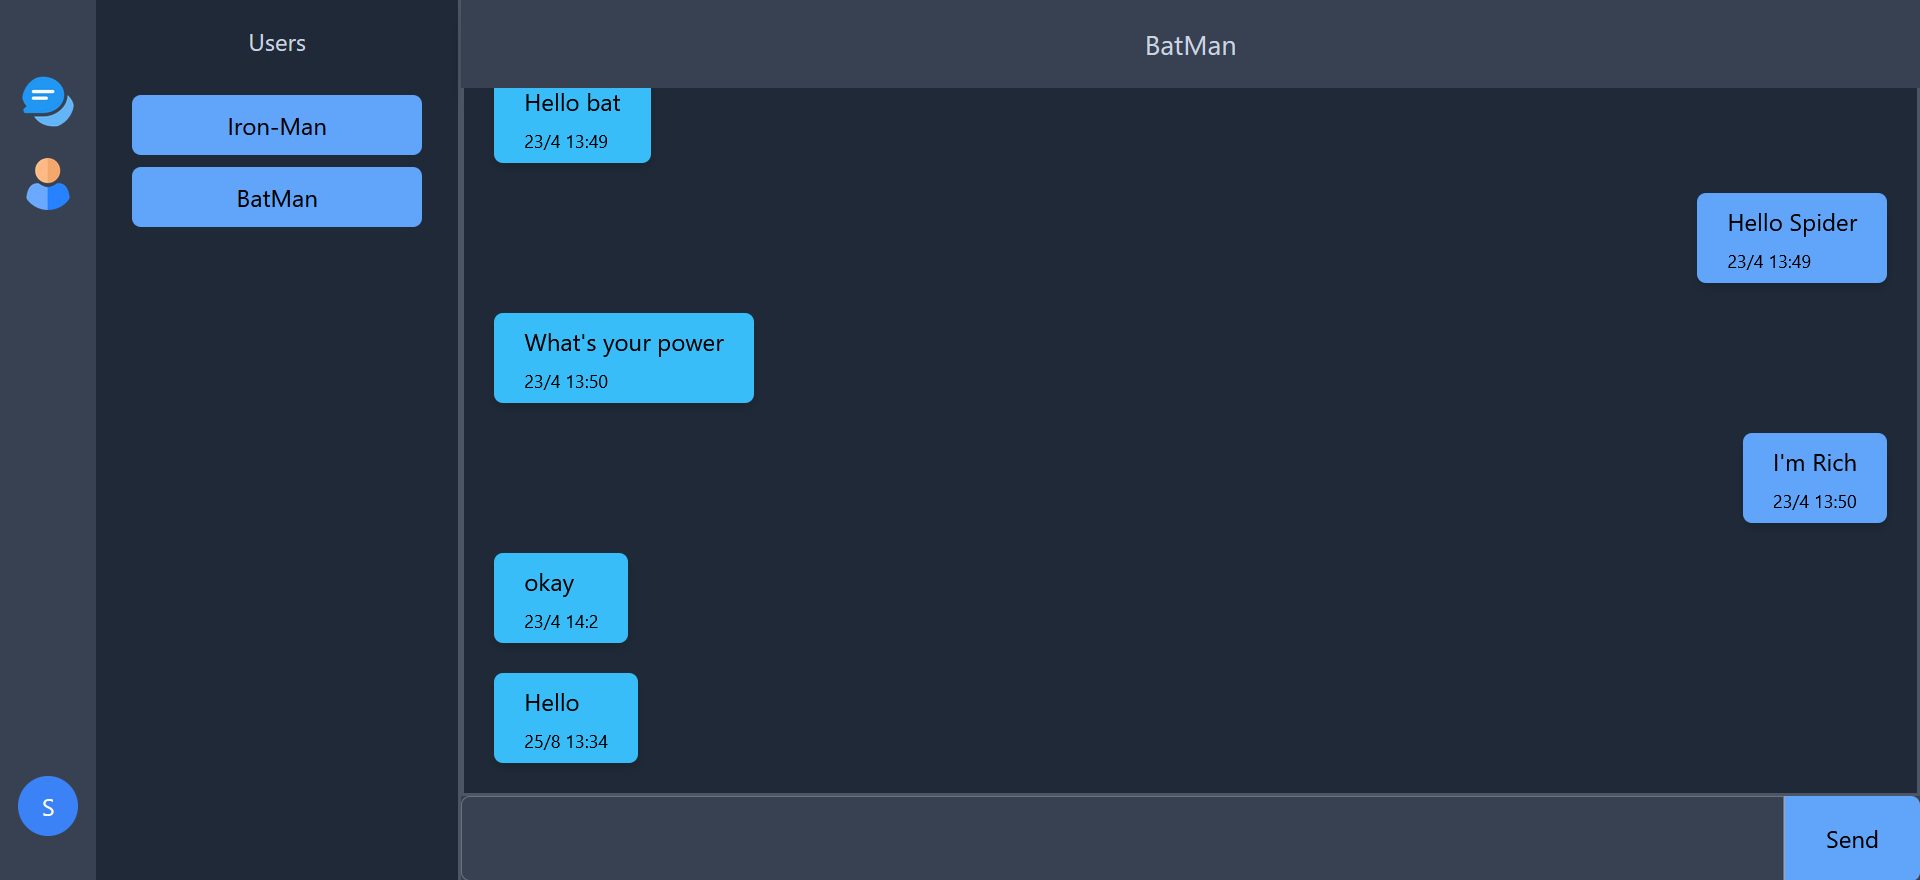 Users
Iron-Man
BatMan
S
BatMan
Hello bat
23/4 13:49
Hello Spider
23/4 13:49
What's your power
23/4 13:50
I'm Rich
23/4 13:50
okay
23/4 14:2
Hello
25/8 13:34
Send